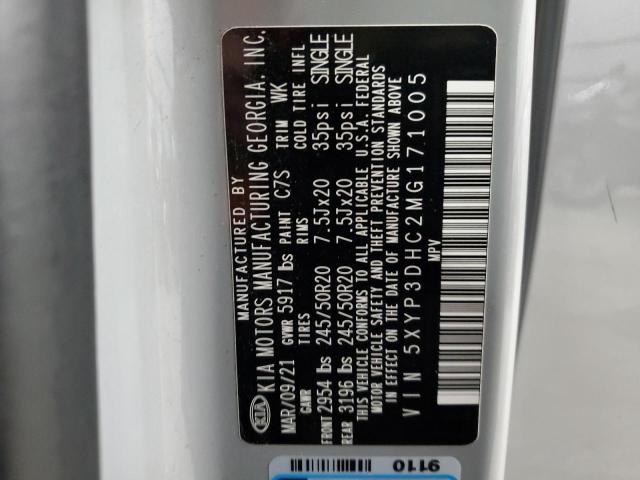 KIA
MANUFACTURED BY
KIA MOTORS MANUFACTURING GEORGIA, INC.
MAR/09/21 GVWR 5917 lbs PAINT C7S TRIM WK
GAWR TIRES RIMS COLD TIRE INFL
FRONT 2954 lbs 245/50R20 7.5Jx20 35psi SINGLE
REAR 3196 lbs 245/50R20 7.5Jx20 35psi SINGLE
THIS VEHICLE CONFORMS TO ALL APPLICABLE U.S.A. FEDERAL
MOTOR VEHICLE SAFETY AND THEFT PREVENTION STANDARDS
IN EFFECT ON THE DATE OF MANUFACTURE SHOWN ABOVE
VIN 5XYP3DHC2MG171005
MPV
9110